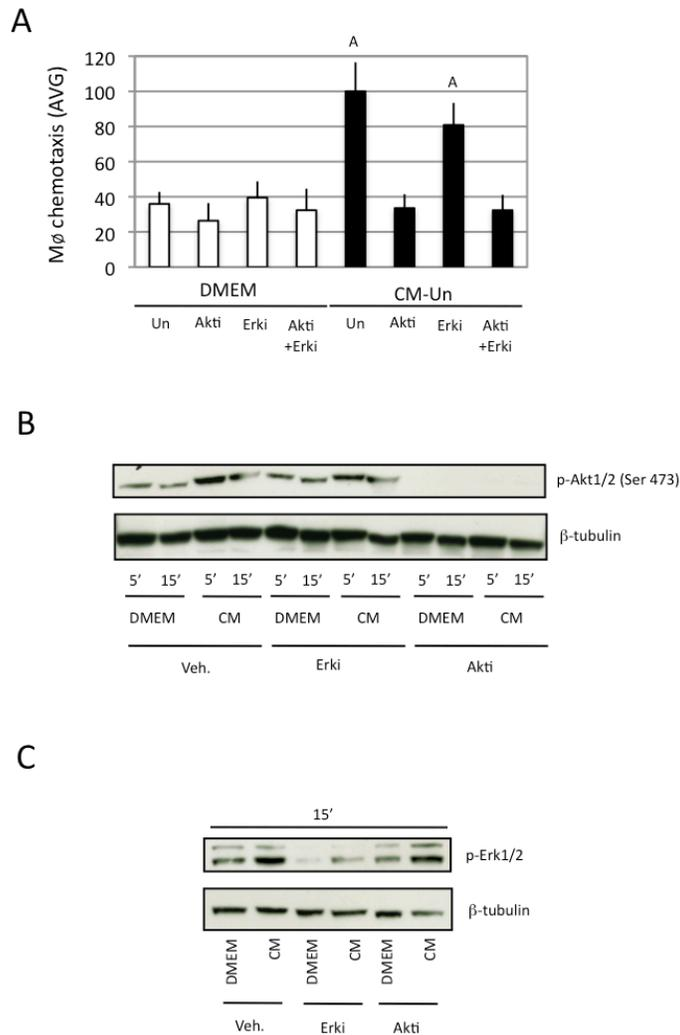 A
Mø chemotaxis (AVG)
120
100
80
60
40
20
0
A
A
DMEM
CM-Un
Un Akti Erki Akti +Erki Un Akti Erki Akti +Erki
B
p-Akt1/2 (Ser 473)
β-tubulin
5’ 15’ 5’ 15’ 5’ 15’ 5’ 15’ 5’ 15’ 5’ 15’
DMEM CM DMEM CM DMEM CM
Veh. Erki Akti
C
15’
p-Erk1/2
β-tubulin
DMEM CM DMEM CM DMEM CM
Veh. Erki Akti